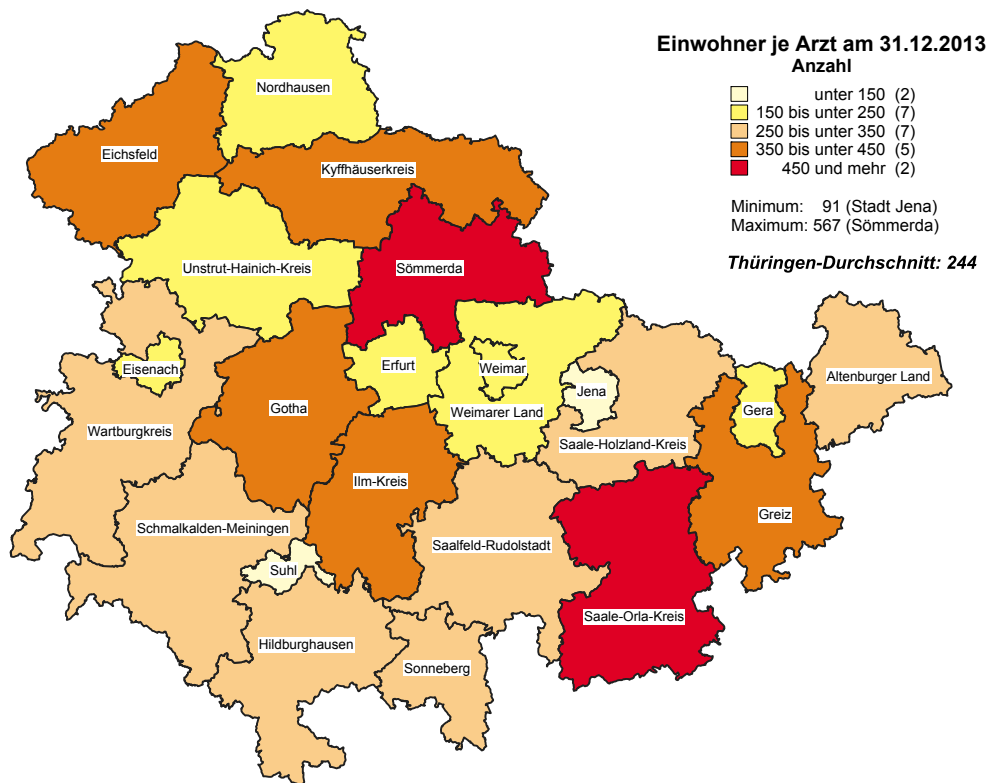 Einwohner je Arzt am 31.12.2013
Anzahl
unter 150 (2)
150 bis unter 250 (7)
250 bis unter 350 (7)
350 bis unter 450 (5)
450 und mehr (2)
Minimum: 91 (Stadt Jena)
Maximum: 567 (Sömmerda)
Thüringen-Durchschnitt: 244
Nordhausen
Eichsfeld
Kyffhäuserkreis
Unstrut-Hainich-Kreis
Sömmerda
Eisenach
Erfurt
Weimar
Altenburger Land
Jena
Gotha
Weimarer Land
Gera
Wartburgkreis
Saale-Holzland-Kreis
Ilm-Kreis
Greiz
Schmalkalden-Meiningen
Saalfeld-Rudolstadt
Suhl
Saale-Orla-Kreis
Hildburghausen
Sonneberg